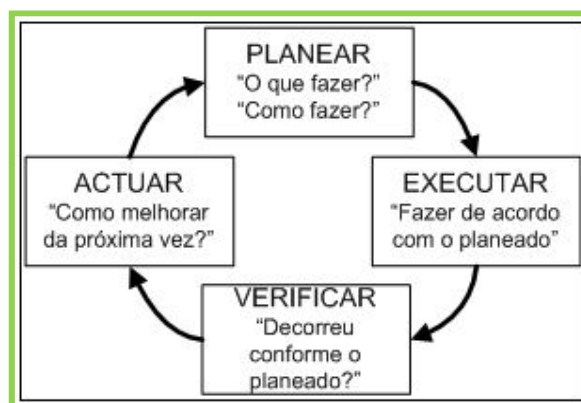 PLANEAR
“O que fazer?”
“Como fazer?”
EXECUTAR
“Fazer de acordo
com o planeado”
VERIFICAR
“Decorreu
conforme o
planeado?”
ACTUAR
“Como melhorar
da próxima vez?”